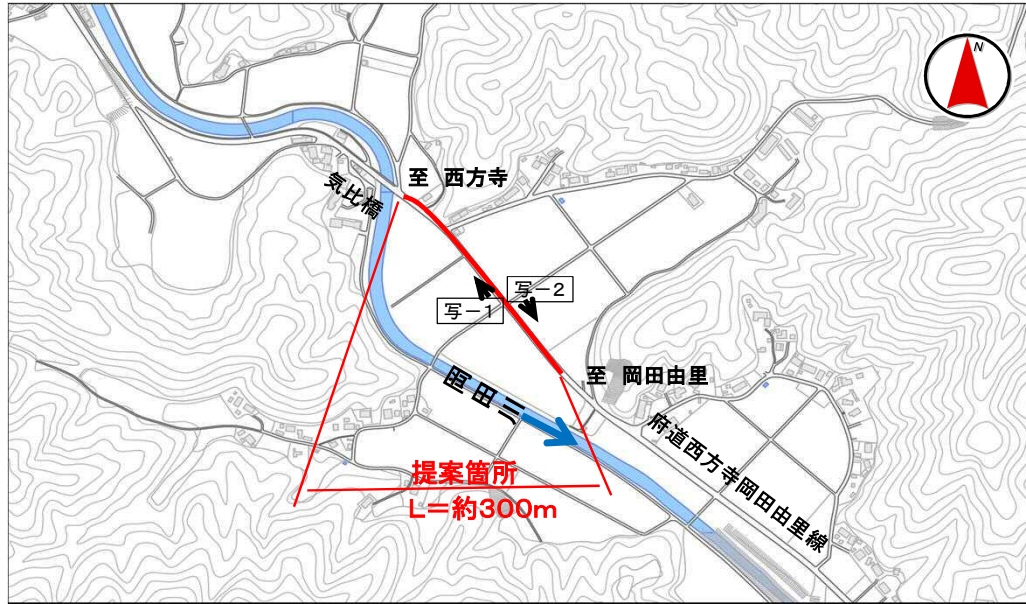 N
至 西方寺
気比橋
写－2
写－1
至 岡田由里
岡田川
府道西方寺岡田由里線
提案箇所
L＝約300m